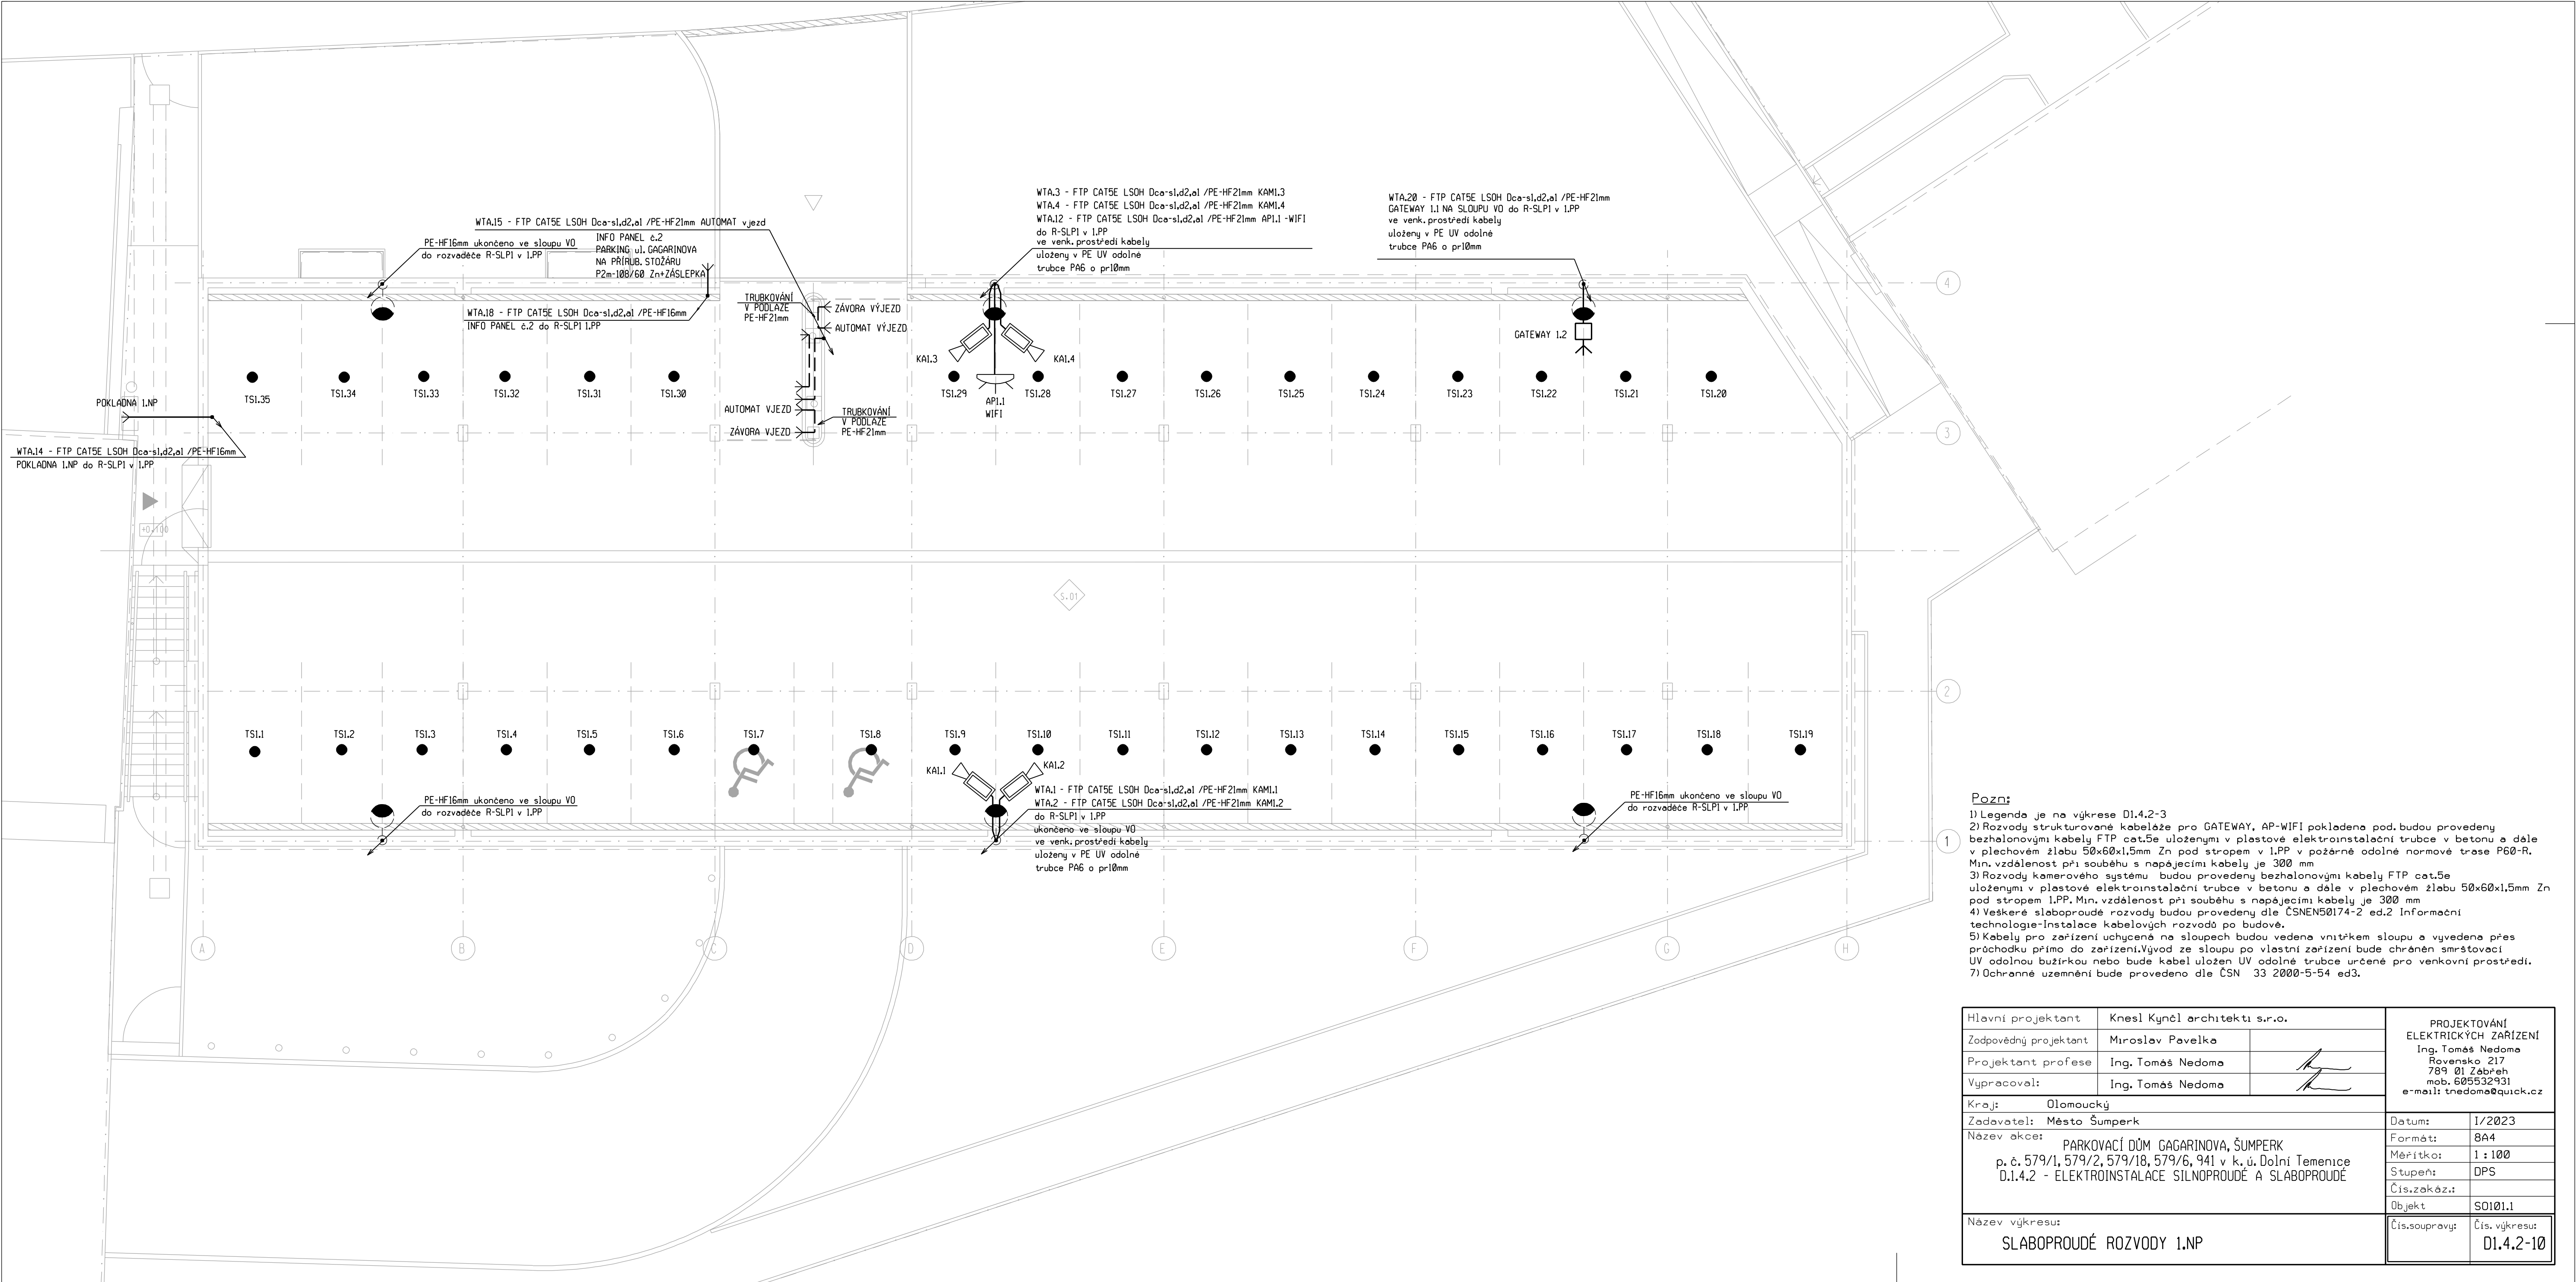 WTA.15 - FTP CAT5E LSOH Dca-s1,d2,a1 /PE-HF21mm AUTOMAT vjezd
PE-HF16mm ukončeno ve sloupu VO
do rozvaděče R-SLP1 v 1.PP
INFO PANEL č.2
PARKING ul. GAGARINOVA
NA PŘÍRUB. STOŽÁRU
P2m-108/60 Zn+ZÁSLEPKA
WTA.18 - FTP CAT5E LSOH Dca-s1,d2,a1 /PE-HF16mm
INFO PANEL č.2 do R-SLP1 1.PP
TRUBKOVÁNÍ
V PODLAZE
PE-HF21mm
ZÁVORA VÝJEZD
AUTOMAT VÝJEZD
WTA.3 - FTP CAT5E LSOH Dca-s1,d2,a1 /PE-HF21mm KAM1.3
WTA.4 - FTP CAT5E LSOH Dca-s1,d2,a1 /PE-HF21mm KAM1.4
WTA.12 - FTP CAT5E LSOH Dca-s1,d2,a1 /PE-HF21mm AP1.1 -WIFI
do R-SLP1 v 1.PP
ve venk. prostředí kabely
uloženy v PE UV odolné
trubce PA6 o pr10mm
WTA.20 - FTP CAT5E LSOH Dca-s1,d2,a1 /PE-HF21mm
GATEWAY 1.1 NA SLOUPU VO do R-SLP1 v 1.PP
ve venk. prostředí kabely
uloženy v PE UV odolné
trubce PA6 o pr10mm
4
GATEWAY 1.2
KA1.3
KA1.4
TS1.35
TS1.34
TS1.33
TS1.32
TS1.31
TS1.30
TS1.29
TS1.28
TS1.27
TS1.26
TS1.25
TS1.24
TS1.23
TS1.22
TS1.21
TS1.20
AP1.1
WIFI
POKLADNA 1.NP
AUTOMAT VJEZD
TRUBKOVÁNÍ
V PODLAZE
PE-HF21mm
ZÁVORA VJEZD
3
WTA.14 - FTP CAT5E LSOH Dca-s1,d2,a1 /PE-HF16mm
POKLADNA 1.NP do R-SLP1 v 1.PP
+0.100
S.01
2
TS1.1
TS1.2
TS1.3
TS1.4
TS1.5
TS1.6
TS1.7
TS1.8
TS1.9
TS1.10
TS1.11
TS1.12
TS1.13
TS1.14
TS1.15
TS1.16
TS1.17
TS1.18
TS1.19
KA1.1
KA1.2
PE-HF16mm ukončeno ve sloupu VO
do rozvaděče R-SLP1 v 1.PP
WTA.1 - FTP CAT5E LSOH Dca-s1,d2,a1 /PE-HF21mm KAM1.1
WTA.2 - FTP CAT5E LSOH Dca-s1,d2,a1 /PE-HF21mm KAM1.2
do R-SLP1 v 1.PP
ukončeno ve sloupu VO
ve venk. prostředí kabely
uloženy v PE UV odolné
trubce PA6 o pr10mm
PE-HF16mm ukončeno ve sloupu VO
do rozvaděče R-SLP1 v 1.PP
1
A
B
C
D
E
F
G
H
Pozn:
1) Legenda je na výkrese D1.4.2-3
2) Rozvody strukturované kabeláže pro GATEWAY, AP-WIFI pokladena pod. budou provedeny
bezhalonovými kabely FTP cat.5e uloženými v plastové elektroinstalační trubce v betonu a dále
v plechovém žlabu 50x60x1,5mm Zn pod stropem v 1.PP v požárně odolné normové trase P60-R.
Min. vzdálenost při souběhu s napájecími kabely je 300 mm
3) Rozvody kamerového systému budou provedeny bezhalonovými kabely FTP cat.5e
uloženými v plastové elektroinstalační trubce v betonu a dále v plechovém žlabu 50x60x1,5mm Zn
pod stropem 1.PP. Min. vzdálenost při souběhu s napájecími kabely je 300 mm
4) Veškeré slaboproudé rozvody budou provedeny dle ČSNEN50174-2 ed.2 Informační
technologie-Instalace kabelových rozvodů po budově.
5) Kabely pro zařízení uchycená na sloupech budou vedena vnitřkem sloupu a vyvedena přes
průchodku přímo do zařízení.Vývod ze sloupu po vlastní zařízení bude chráněn smršťovací
UV odolnou bužírkou nebo bude kabel uložen UV odolné trubce určené pro venkovní prostředí.
7) Ochranné uzemnění bude provedeno dle ČSN 33 2000-5-54 ed3.
Hlavní projektant Knesl Kynčl architekti s.r.o.
Zodpovědný projektant Miroslav Pavelka
Projektant profese Ing. Tomáš Nedoma
Vypracoval: Ing. Tomáš Nedoma
PROJEKTOVÁNÍ
ELEKTRICKÝCH ZAŘÍZENÍ
Ing. Tomáš Nedoma
Rovensko 217
789 01 Zábřeh
mob. 605532931
e-mail: tnedoma@quick.cz
Kraj: Olomoucký
Zadavatel: Město Šumperk
Název akce:
PARKOVACÍ DŮM GAGARINOVA, ŠUMPERK
p. č. 579/1, 579/2, 579/18, 579/6, 941 v k. ú. Dolní Temenice
D.1.4.2 - ELEKTROINSTALACE SILNOPROUDÉ A SLABOPROUDÉ
Datum: I/2023
Formát: 8A4
Měřítko: 1 : 100
Stupeň: DPS
Čís.zakáz.:
Objekt SO101.1
Název výkresu:
SLABOPROUDÉ ROZVODY 1.NP
Čís.soupravy:
Čís. výkresu:
D1.4.2-10